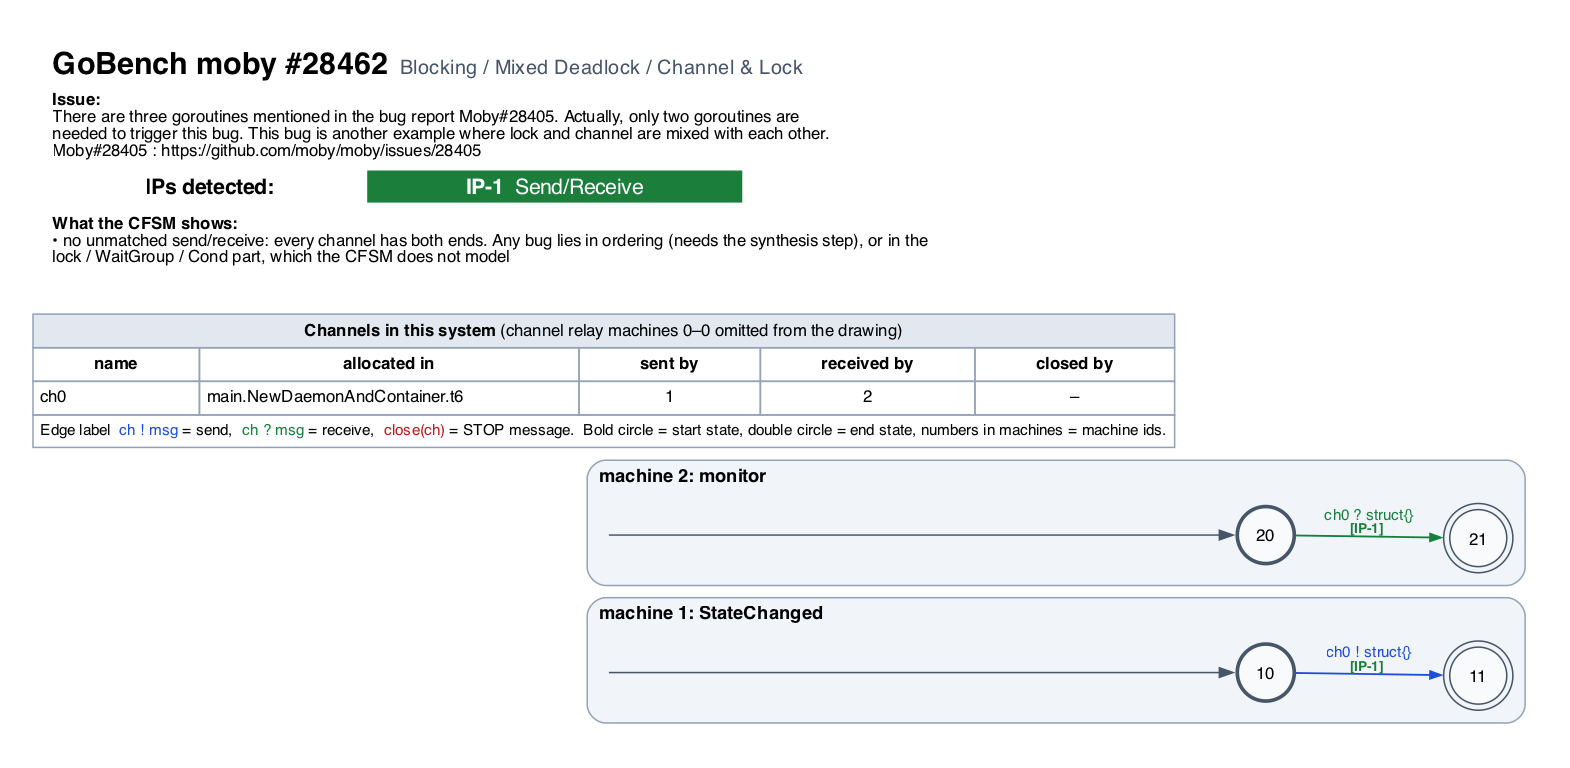 GoBench moby #28462 Blocking / Mixed Deadlock / Channel & Lock
Issue:
There are three goroutines mentioned in the bug report Moby#28405. Actually, only two goroutines are
needed to trigger this bug. This bug is another example where lock and channel are mixed with each other.
Moby#28405 : https://github.com/moby/moby/issues/28405
IPs detected: IP-1 Send/Receive
What the CFSM shows:
• no unmatched send/receive: every channel has both ends. Any bug lies in ordering (needs the synthesis step), or in the
lock / WaitGroup / Cond part, which the CFSM does not model
Channels in this system (channel relay machines 0–0 omitted from the drawing)
name allocated in sent by received by closed by
ch0 main.NewDaemonAndContainer.t6 1 2 –
Edge label ch ! msg = send, ch ? msg = receive, close(ch) = STOP message. Bold circle = start state, double circle = end state, numbers in machines = machine ids.
machine 2: monitor
ch0 ? struct{}
[IP-1]
20
21
machine 1: StateChanged
ch0 ! struct{}
[IP-1]
10
11